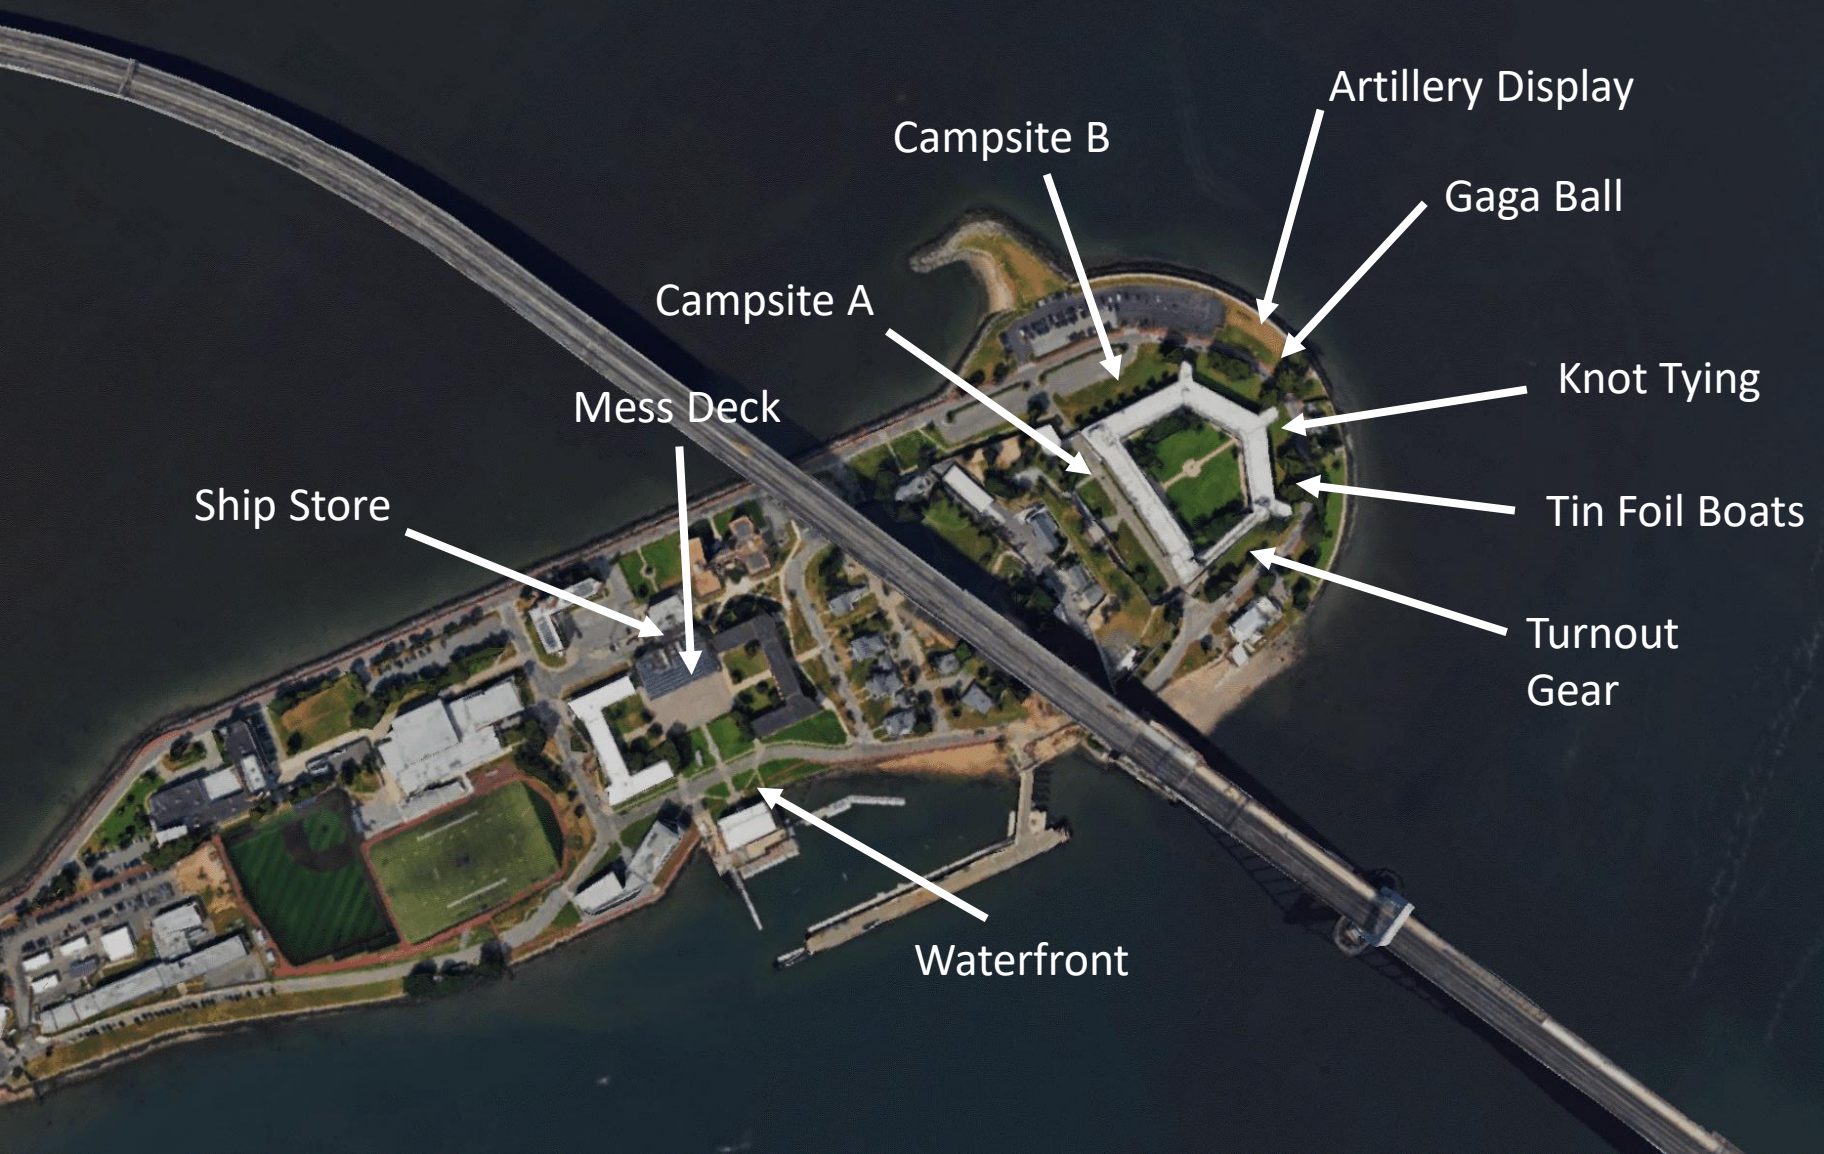 Artillery Display
Campsite B
Gaga Ball
Campsite A
Knot Tying
Mess Deck
Ship Store
Tin Foil Boats
Turnout
Gear
Waterfront